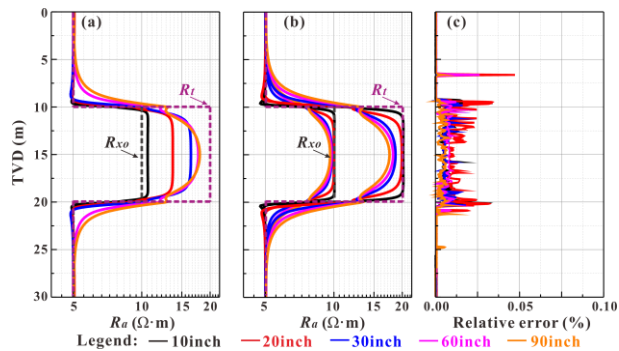 (a) (b) (c)
TVD (m)
0
5
10
15
20
25
30
Rt
Rxo
Rt
Rxo
5 10 15 20 5 10 15 20 0.00 0.05 0.10
Ra (Ω·m) Ra (Ω·m) Relative error (%)
Legend: 10inch 20inch 30inch 60inch 90inch